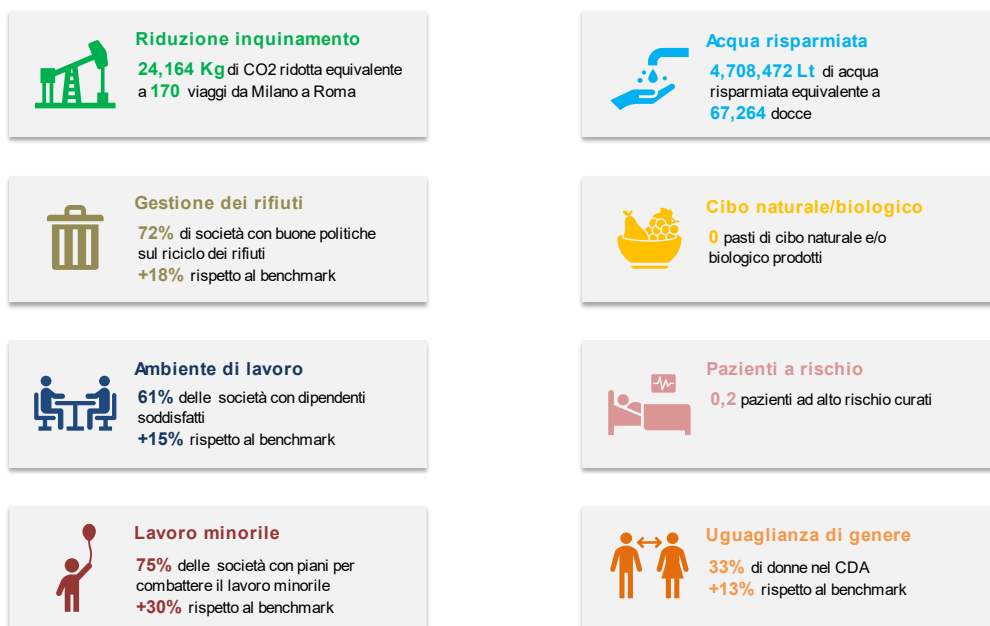 Riduzione inquinamento
24,164 Kg di CO2 ridotta equivalente
a 170 viaggi da Milano a Roma
Acqua risparmiata
4,708,472 Lt di acqua
risparmiata equivalente a
67,264 docce
Gestione dei rifiuti
72% di società con buone politiche
sul riciclo dei rifiuti
+18% rispetto al benchmark
Cibo naturale/biologico
0 pasti di cibo naturale e/o
biologico prodotti
Ambiente di lavoro
61% delle società con dipendenti
soddisfatti
+15% rispetto al benchmark
Pazienti a rischio
0,2 pazienti ad alto rischio curati
Lavoro minorile
75% delle società con piani per
combattere il lavoro minorile
+30% rispetto al benchmark
Uguaglianza di genere
33% di donne nel CDA
+13% rispetto al benchmark